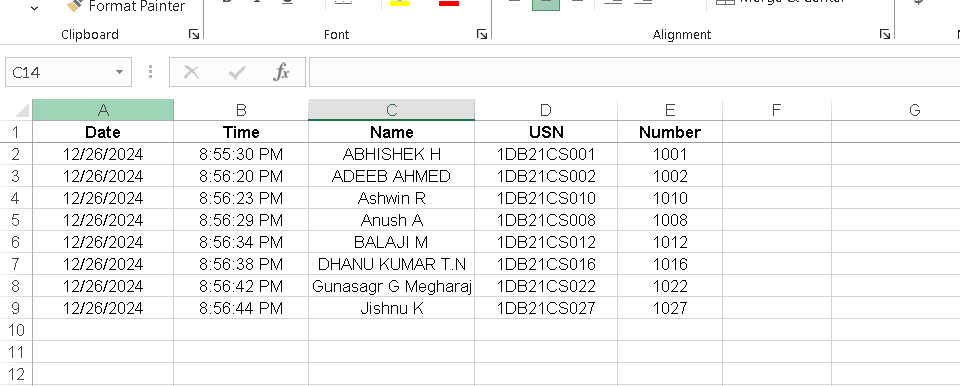 Format Painter
Clipboard Font Alignment
C14 fx
A B C D E F G
1 Date Time Name USN Number
2 12/26/2024 8:55:30 PM ABHISHEK H 1DB21CS001 1001
3 12/26/2024 8:56:20 PM ADEEB AHMED 1DB21CS002 1002
4 12/26/2024 8:56:23 PM Ashwin R 1DB21CS010 1010
5 12/26/2024 8:56:29 PM Anush A 1DB21CS008 1008
6 12/26/2024 8:56:34 PM BALAJI M 1DB21CS012 1012
7 12/26/2024 8:56:38 PM DHANU KUMAR T.N 1DB21CS016 1016
8 12/26/2024 8:56:42 PM Gunasagr G Megharaj 1DB21CS022 1022
9 12/26/2024 8:56:44 PM Jishnu K 1DB21CS027 1027
10
11
12